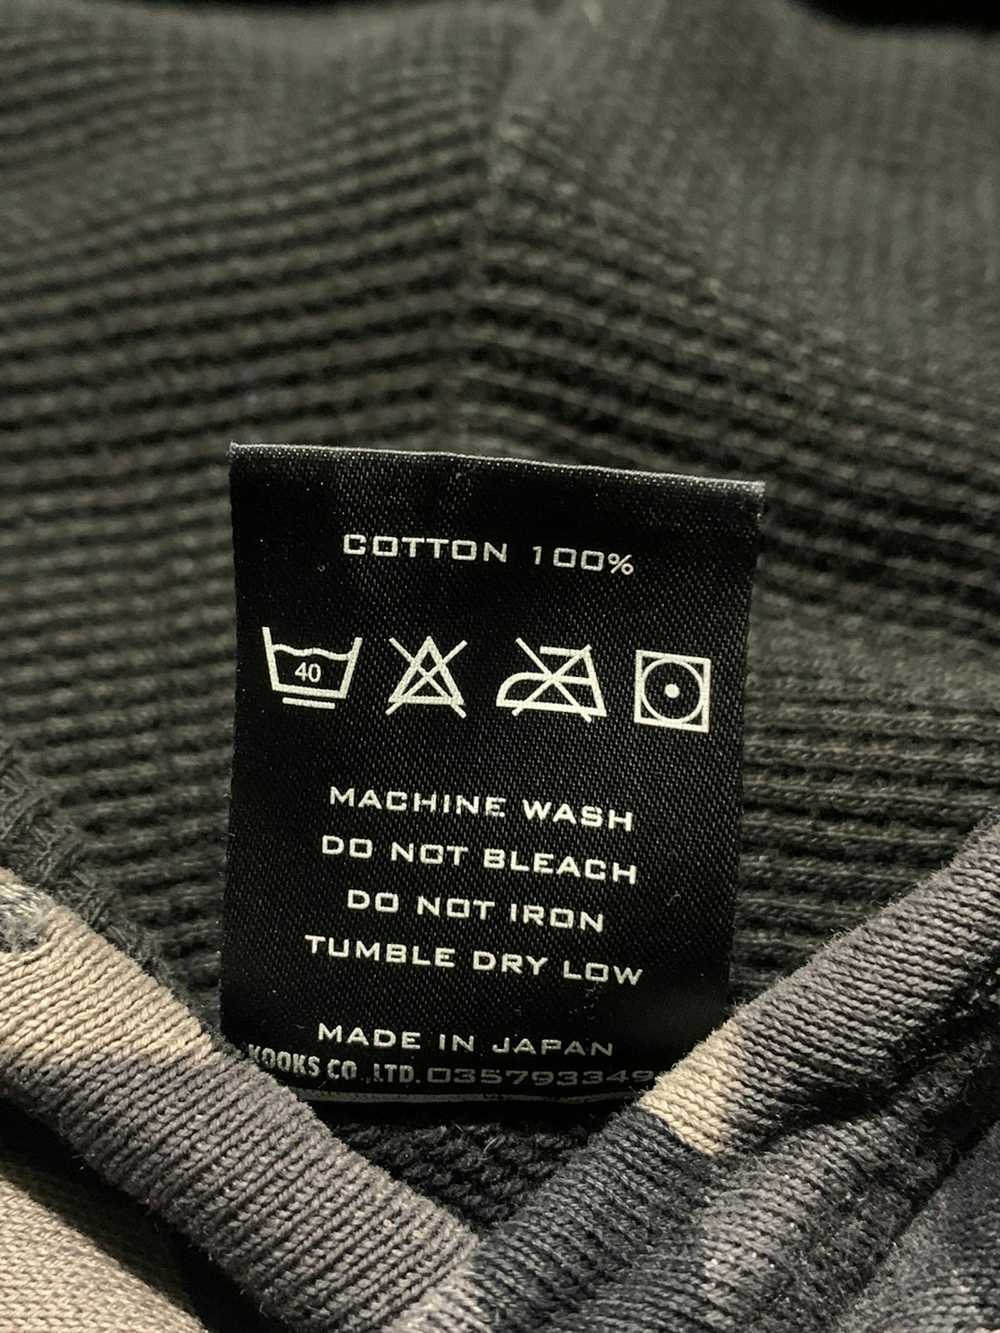 COTTON 100%
40
MACHINE WASH
DO NOT BLEACH
DO NOT IRON
TUMBLE DRY LOW
MADE IN JAPAN
KOOKS CO.,LTD.